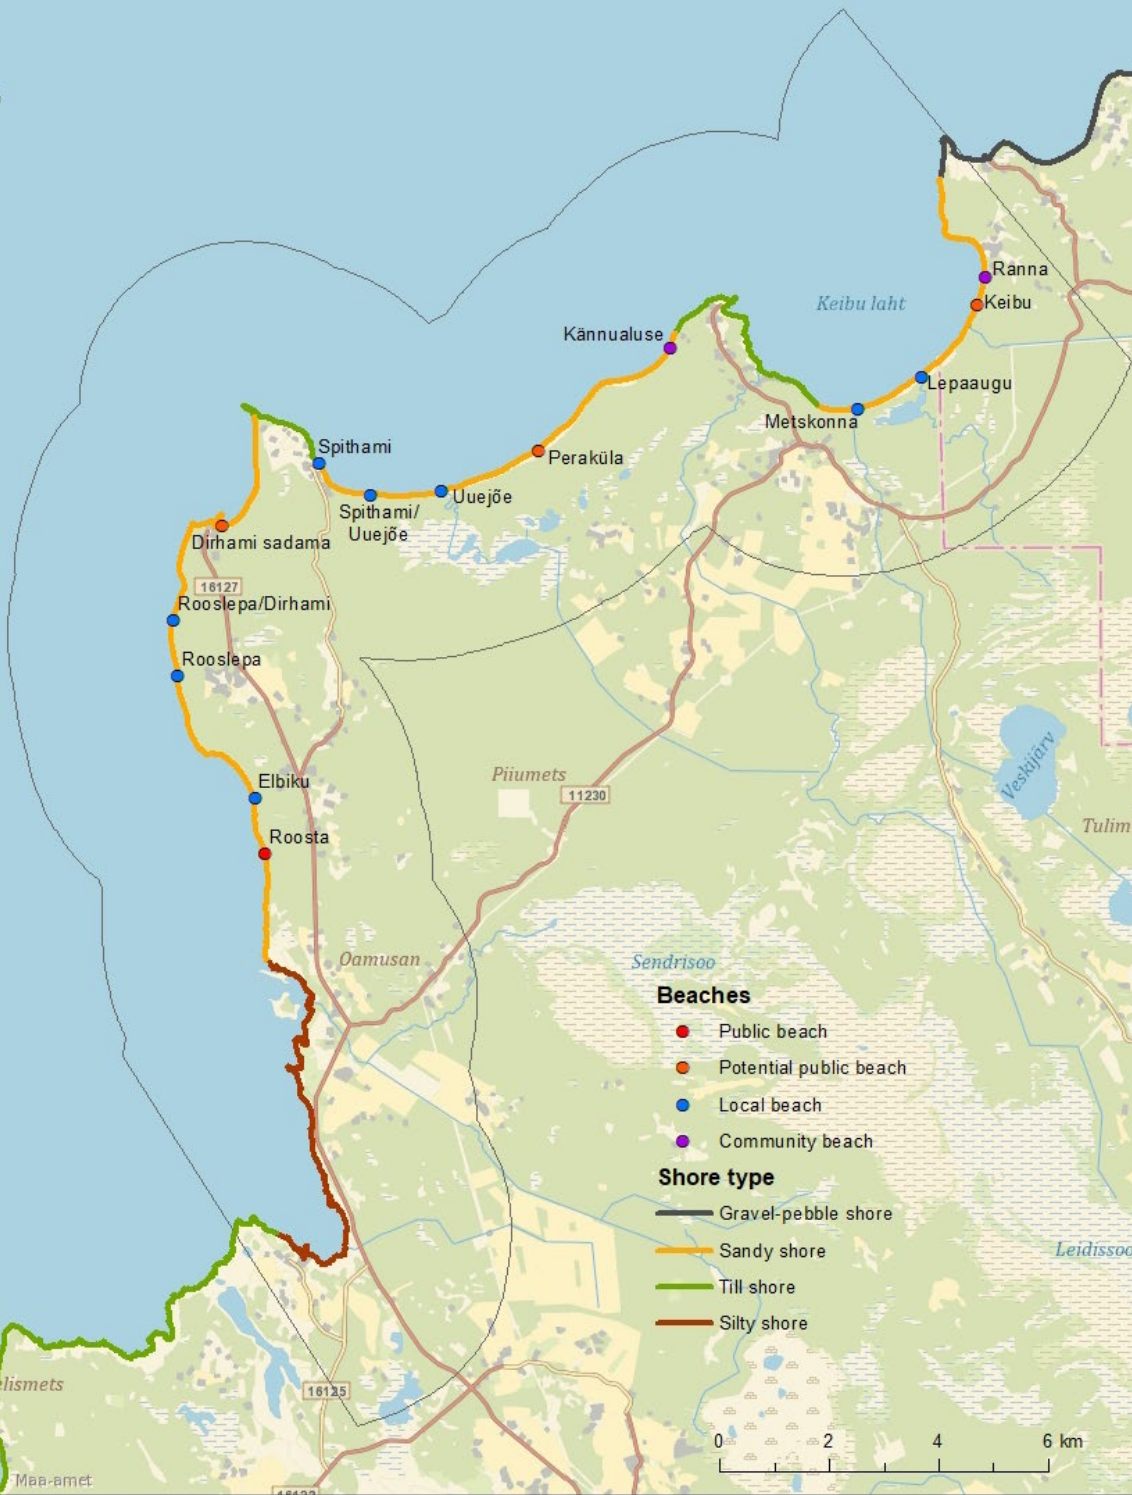 Ranna
Keibu laht
Keibu
Kännualuse
Lepaaugu
Metskonna
Spithami
Peraküla
Uuejõe
Spithami/
Uuejõe
Dirhami sadama
16127
Rooslepa/Dirhami
Rooslepa
Veskijärv
Piiumets
Elbiku
11230
Tulim
Roosta
Oamusan
Sendrisoo
Beaches
Public beach
Potential public beach
Local beach
Community beach
Shore type
Gravel-pebble shore
Sandy shore
Leidissoo
Till shore
Silty shore
elismets
16125
0 2 4 6 km
Maa-amet